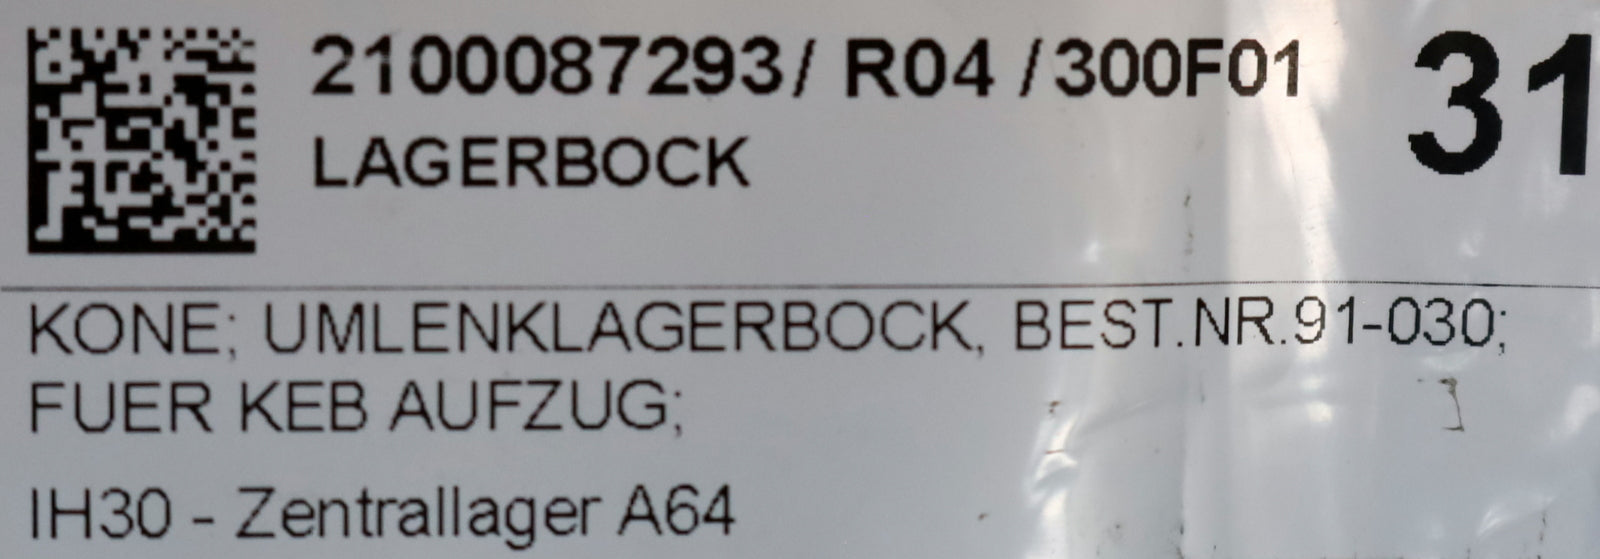 2100087293/ R04 /300F01 31
LAGERBOCK
KONE; UMLENKLAGERBOCK, BEST.NR.91-030;
FUER KEB AUFZUG;
IH30 - Zentrallager A64